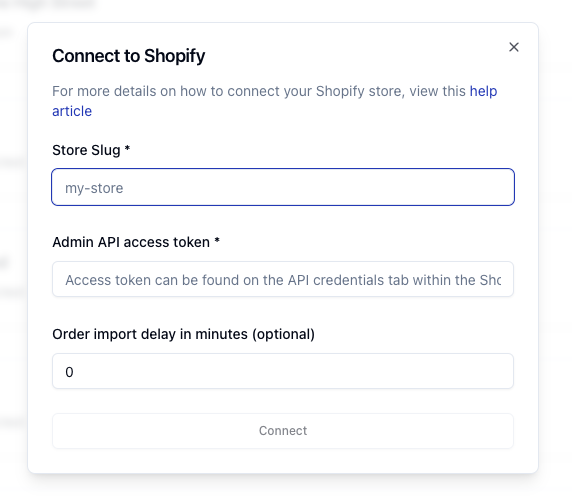 Connect to Shopify
For more details on how to connect your Shopify store, view this help
article
Store Slug *
my-store
Admin API access token *
Access token can be found on the API credentials tab within the Sho
Order import delay in minutes (optional)
0
Connect